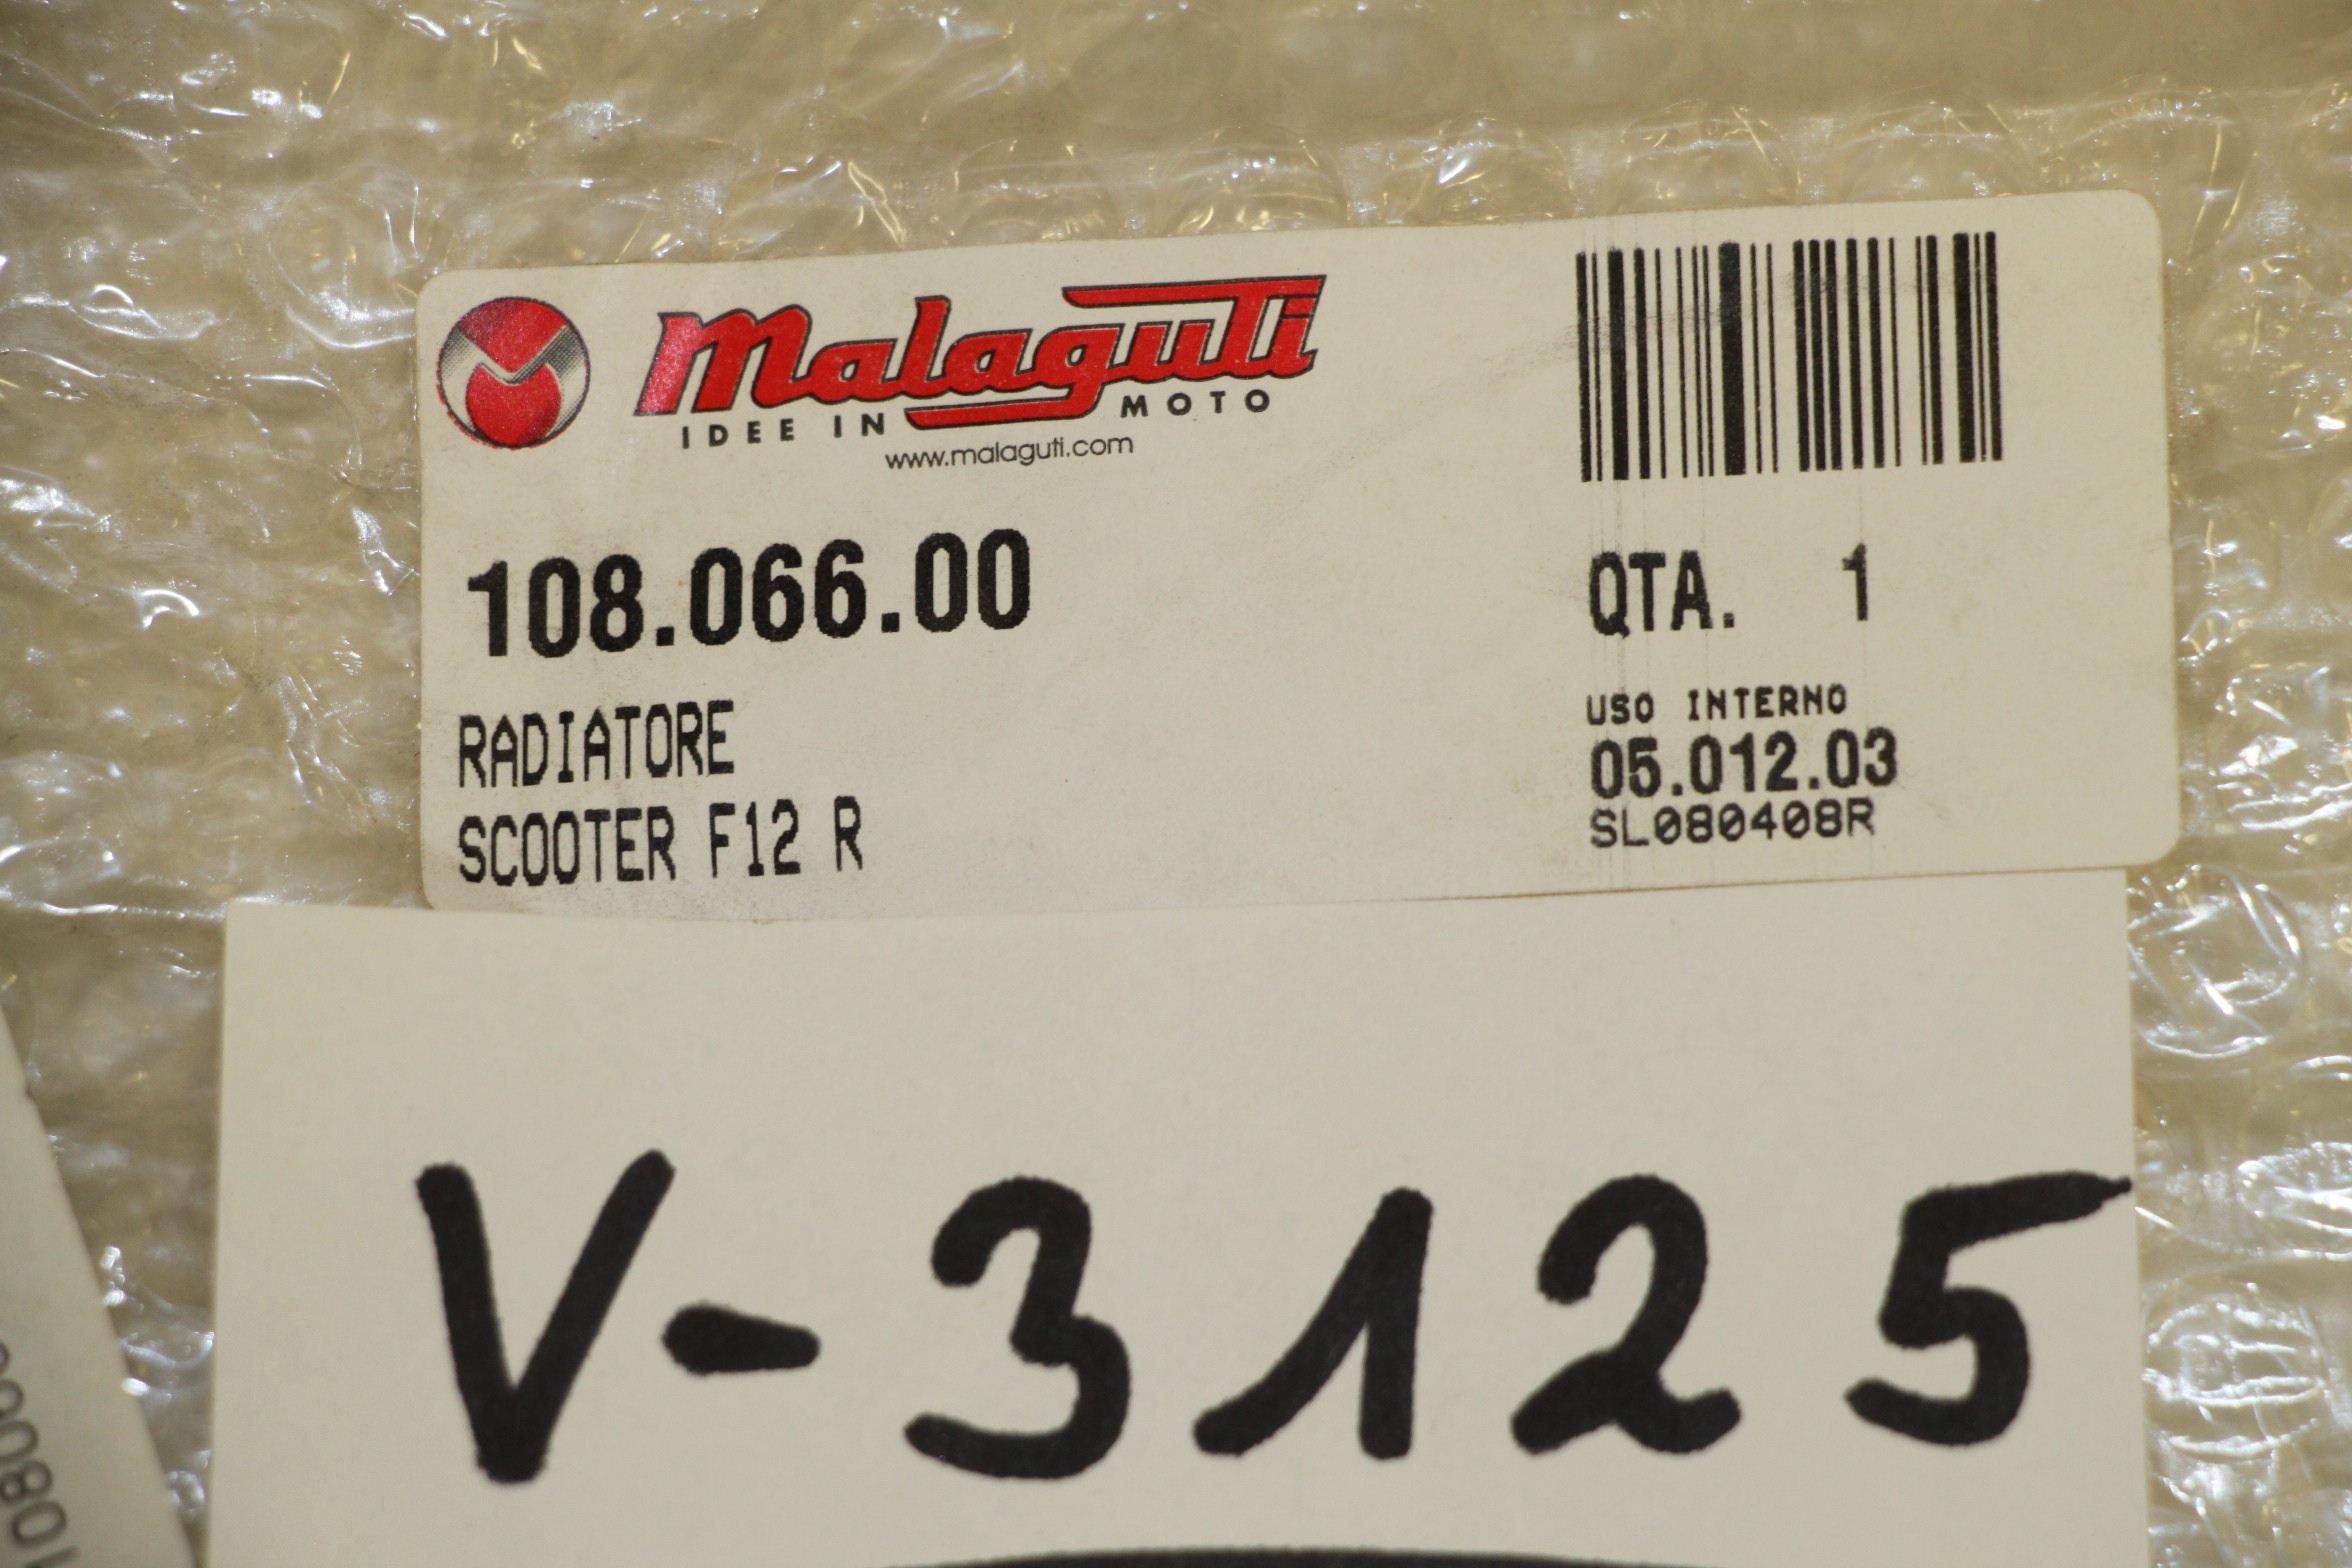 Malaguti
IDEE IN MOTO
www.malaguti.com
108.066.00
QTA. 1
RADIATORE
SCOOTER F12 R
USO INTERNO
05.012.03
SL080408R
V-3125